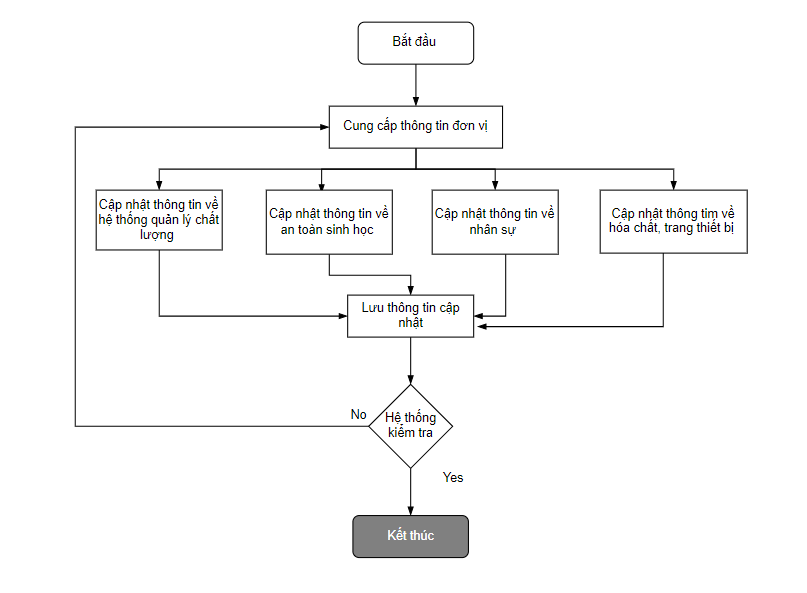 Bắt đầu
Cung cấp thông tin đơn vị
Cập nhật thông tin về
hệ thống quản lý chất
lượng
Cập nhật thông tin về
an toàn sinh học
Cập nhật thông tin về
nhân sự
Cập nhật thông tim về
hóa chất, trang thiết bị
Lưu thông tin cập
nhật
No
Hệ thống
kiểm tra
Yes
Kết thúc